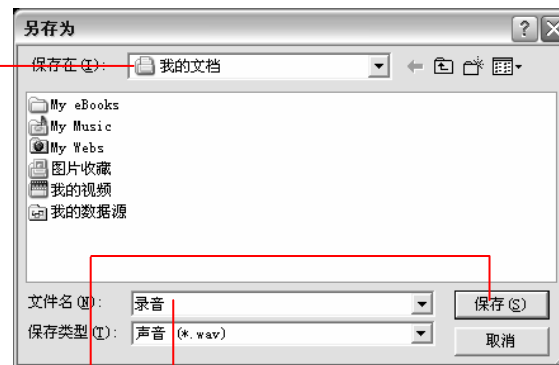 另存为
保存在(I): 我的文档
My eBooks
My Music
My Webs
图片收藏
我的视频
我的数据源
文件名(N): 录音 保存(S)
保存类型(T): 声音 (*.wav) 取消